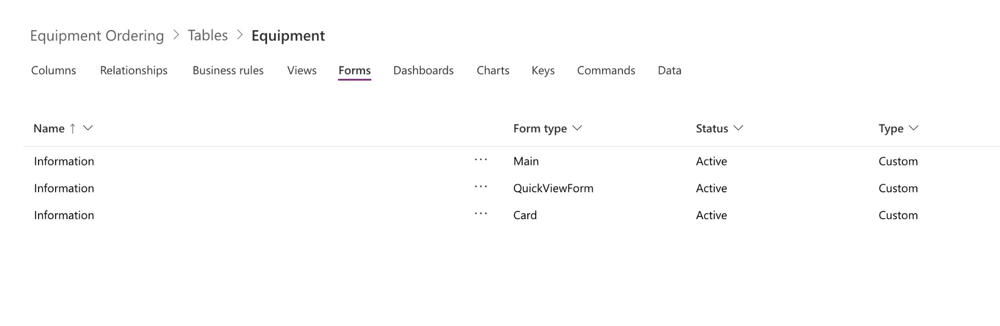 Equipment Ordering > Tables > Equipment
Columns Relationships Business rules Views Forms Dashboards Charts Keys Commands Data
Name ↑ Form type Status Type
Information ··· Main Active Custom
Information ··· QuickViewForm Active Custom
Information ··· Card Active Custom